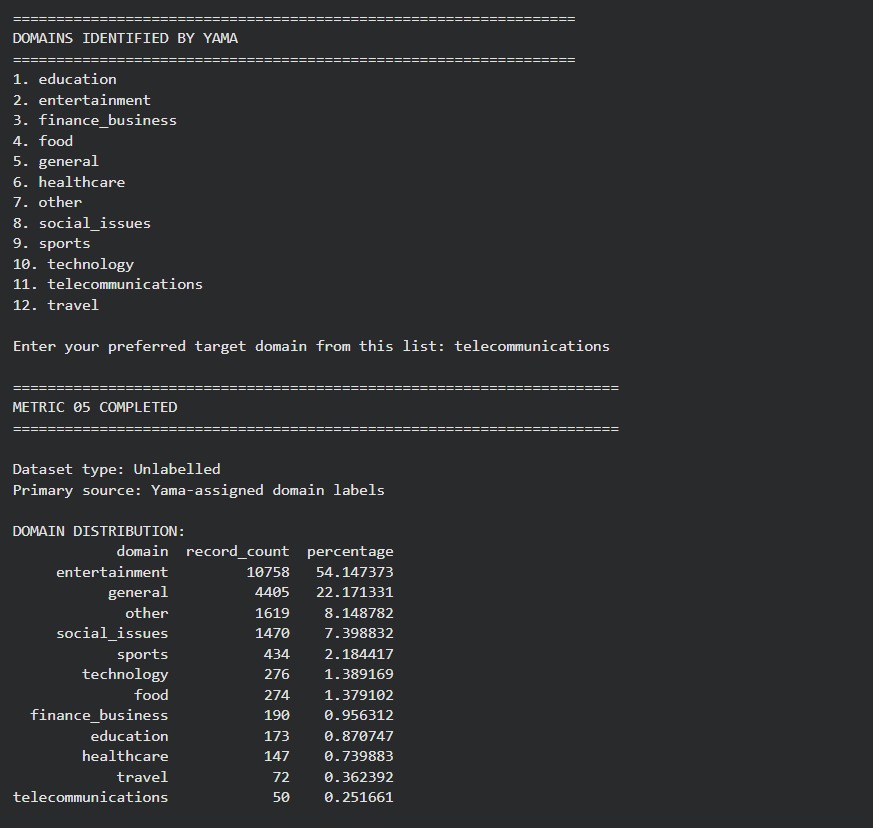 =================================================================
DOMAINS IDENTIFIED BY YAMA
=================================================================
1. education
2. entertainment
3. finance_business
4. food
5. general
6. healthcare
7. other
8. social_issues
9. sports
10. technology
11. telecommunications
12. travel
Enter your preferred target domain from this list: telecommunications
======================================================================
METRIC 05 COMPLETED
======================================================================
Dataset type: Unlabelled
Primary source: Yama-assigned domain labels
DOMAIN DISTRIBUTION:
domain record_count percentage
entertainment 10758 54.147373
general 4405 22.171331
other 1619 8.148782
social_issues 1470 7.398832
sports 434 2.184417
technology 276 1.389169
food 274 1.379102
finance_business 190 0.956312
education 173 0.870747
healthcare 147 0.739883
travel 72 0.362392
telecommunications 50 0.251661